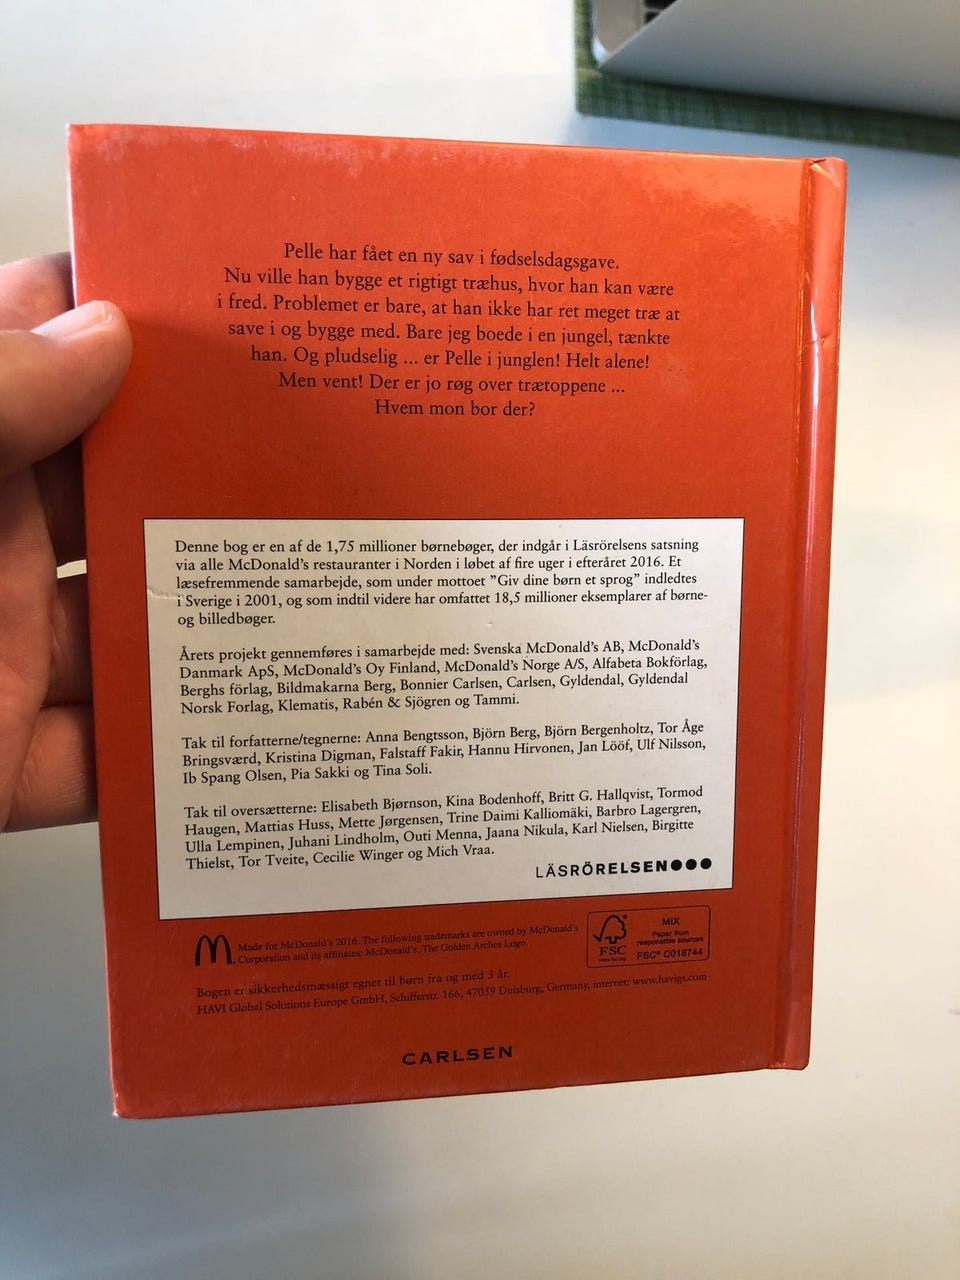 Pelle har fået en ny sav i fødselsdagsgave.
Nu ville han bygge et rigtigt træhus, hvor han kan være
i fred. Problemet er bare, at han ikke har ret meget træ at
save i og bygge med. Bare jeg boede i en jungel, tænkte
han. Og pludselig ... er Pelle i junglen! Helt alene!
Men vent! Der er jo røg over trætoppene ...
Hvem mon bor der?
Denne bog er en af de 1,75 millioner børnebøger, der indgår i Läsrörelsens satsning
via alle McDonald's restauranter i Norden i løbet af fire uger i efteråret 2016. Et
læsefremmende samarbejde, som under mottoet "Giv dine børn et sprog" indledtes
i Sverige i 2001, og som indtil videre har omfattet 18,5 millioner eksemplarer af børne-
og billedbøger.
Årets projekt gennemføres i samarbejde med: Svenska McDonald's AB, McDonald's
Danmark ApS, McDonald's Oy Finland, McDonald's Norge A/S, Alfabeta Bokförlag,
Berghs förlag, Bildmakarna Berg, Bonnier Carlsen, Carlsen, Gyldendal, Gyldendal
Norsk Forlag, Klematis, Rabén & Sjögren og Tammi.
Tak til forfatterne/tegnerne: Anna Bengtsson, Björn Berg, Björn Bergenholtz, Tor Åge
Bringsværd, Kristina Digman, Falstaff Fakir, Hannu Hirvonen, Jan Lööf, Ulf Nilsson,
Ib Spang Olsen, Pia Sakki og Tina Soli.
Tak til oversætterne: Elisabeth Bjørnson, Kina Bodenhoff, Britt G. Hallqvist, Tormod
Haugen, Mattias Huss, Mette Jørgensen, Trine Daimi Kalliomäki, Barbro Lagergren,
Ulla Lempinen, Juhani Lindholm, Outi Menna, Jaana Nikula, Karl Nielsen, Birgitte
Thielst, Tor Tveite, Cecilie Winger og Mich Vraa.
LÄSRÖRELSEN●●●
Made for McDonald's 2016. The following trademarks are owned by McDonald's
Corporation and its affiliates: McDonald's, The Golden Arches Logo.
FSC
www.fsc.org
MIX
Paper from
responsible sources
FSC® C018744
Bogen er sikkerhedsmæssigt egnet til børn fra og med 3 år.
HAVI Global Solutions Europe GmbH, Schifferstr. 166, 47059 Duisburg, Germany, internet: www.havigs.com
CARLSEN